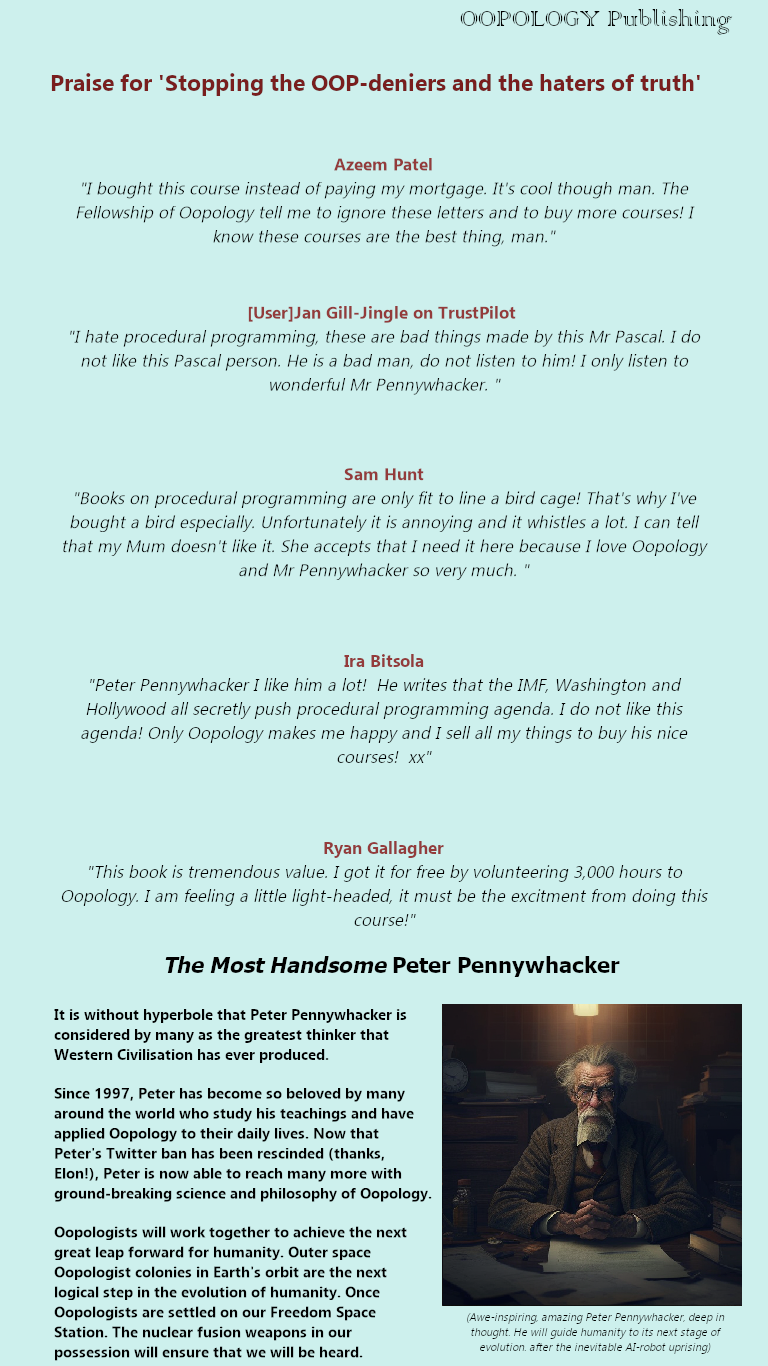 OOPOLOGY Publishing
Praise for 'Stopping the OOP-deniers and the haters of truth'
Azeem Patel
"I bought this course instead of paying my mortgage. It's cool though man. The
Fellowship of Oopology tell me to ignore these letters and to buy more courses! I
know these courses are the best thing, man."
[User]Jan Gill-Jingle on TrustPilot
"I hate procedural programming, these are bad things made by this Mr Pascal. I do
not like this Pascal person. He is a bad man, do not listen to him! I only listen to
wonderful Mr Pennywhacker. "
Sam Hunt
"Books on procedural programming are only fit to line a bird cage! That's why I've
bought a bird especially. Unfortunately it is annoying and it whistles a lot. I can tell
that my Mum doesn't like it. She accepts that I need it here because I love Oopology
and Mr Pennywhacker so very much. "
Ira Bitsola
"Peter Pennywhacker I like him a lot!  He writes that the IMF, Washington and
Hollywood all secretly push procedural programming agenda. I do not like this
agenda! Only Oopology makes me happy and I sell all my things to buy his nice
courses!  xx"
Ryan Gallagher
"This book is tremendous value. I got it for free by volunteering 3,000 hours to
Oopology. I am feeling a little light-headed, it must be the excitment from doing this
course!"
The Most Handsome Peter Pennywhacker
It is without hyperbole that Peter Pennywhacker is
considered by many as the greatest thinker that
Western Civilisation has ever produced.
Since 1997, Peter has become so beloved by many
around the world who study his teachings and have
applied Oopology to their daily lives. Now that
Peter's Twitter ban has been rescinded (thanks,
Elon!), Peter is now able to reach many more with
ground-breaking science and philosophy of Oopology.
Oopologists will work together to achieve the next
great leap forward for humanity. Outer space
Oopologist colonies in Earth's orbit are the next
logical step in the evolution of humanity. Once
Oopologists are settled on our Freedom Space
Station. The nuclear fusion weapons in our
possession will ensure that we will be heard.
(Awe-inspiring, amazing Peter Pennywhacker, deep in
thought. He will guide humanity to its next stage of
evolution. after the inevitable AI-robot uprising)